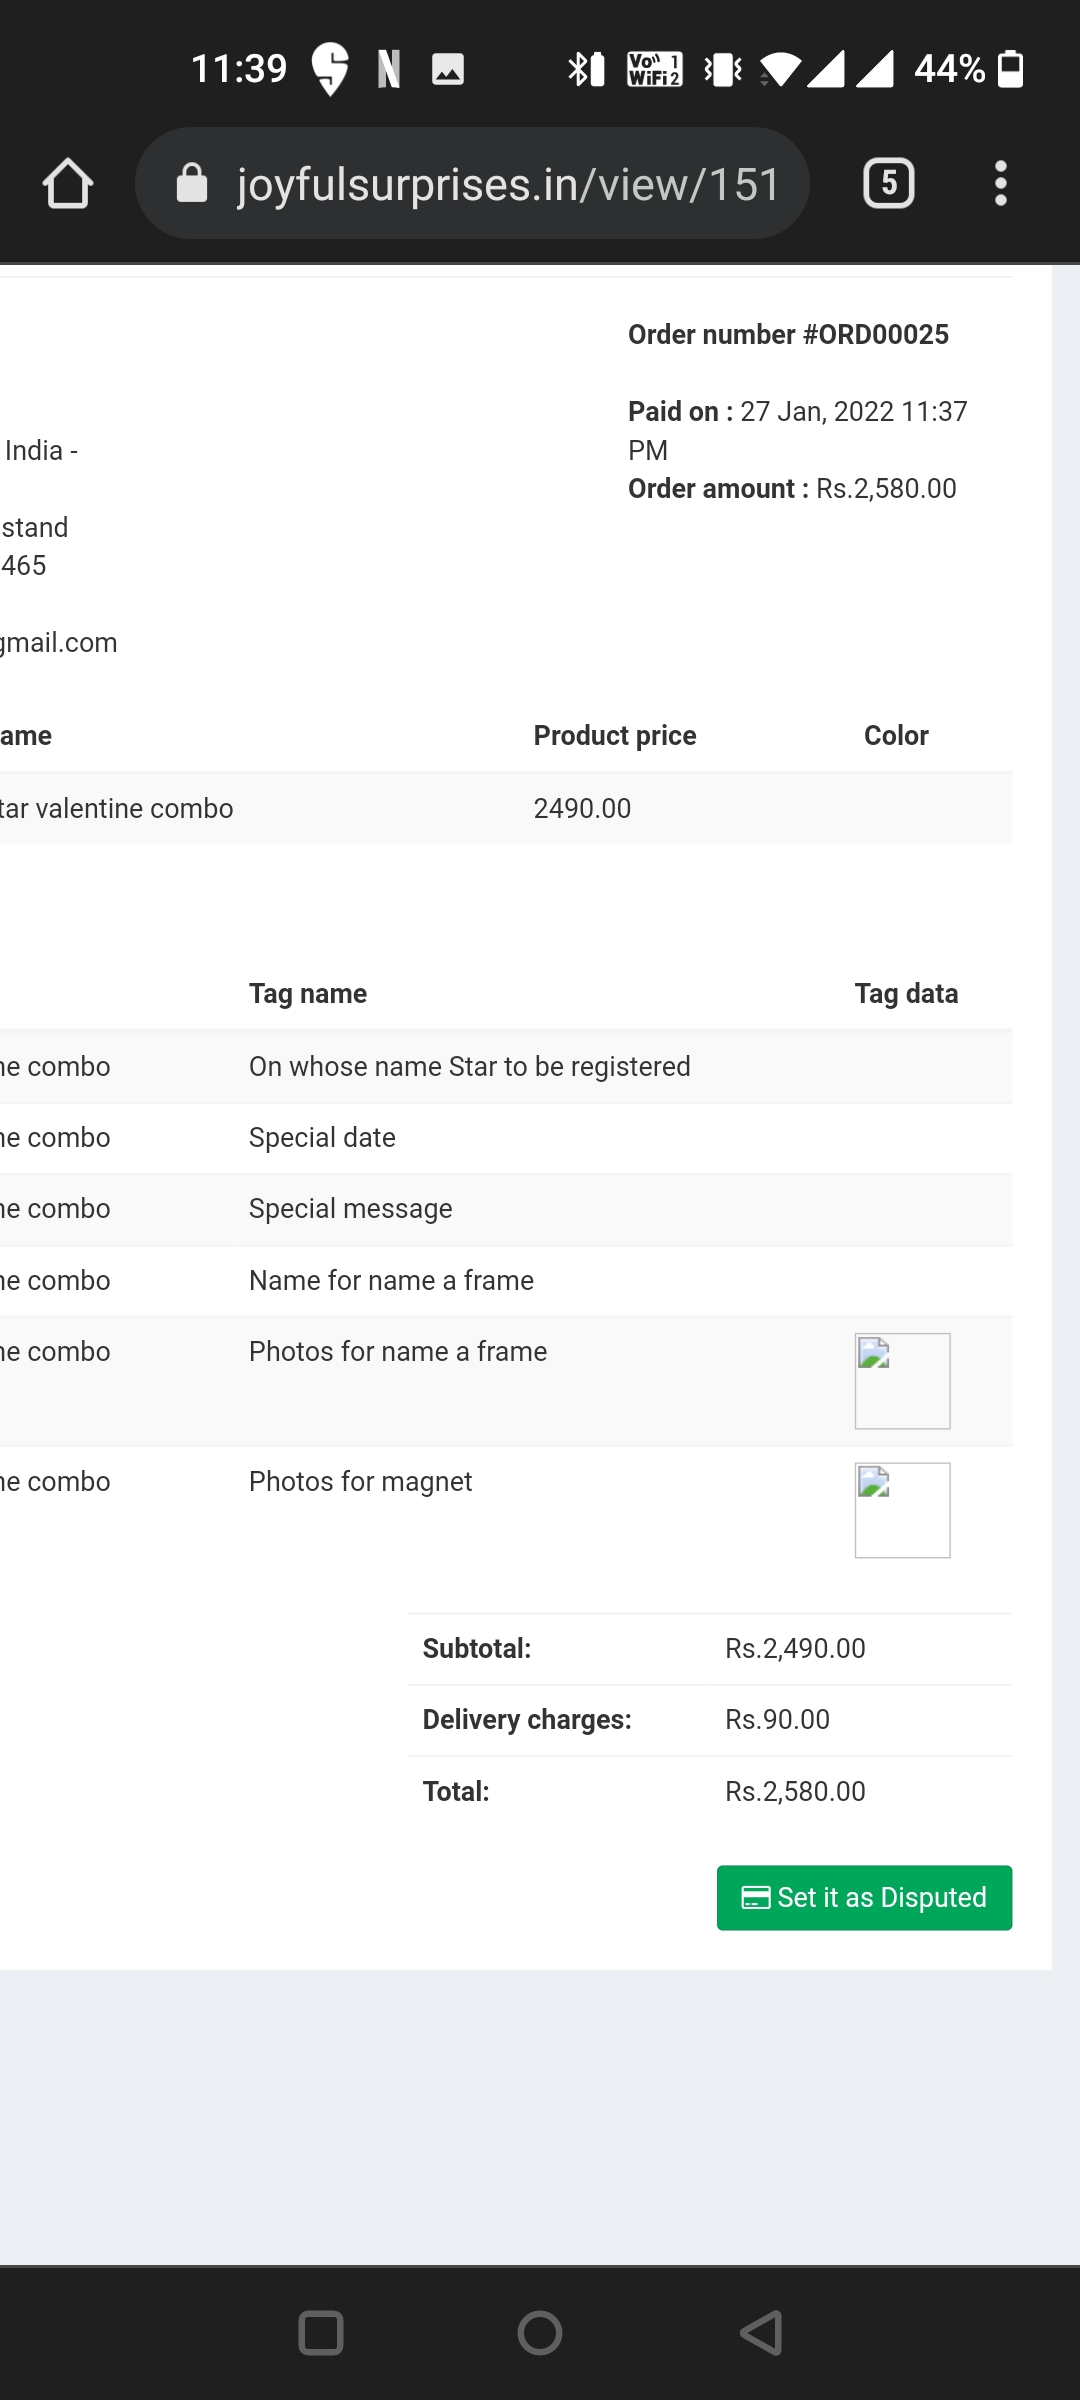 11:39
Vo 1
WiFi 2
44%
joyfulsurprises.in/view/151
5
Order number #ORD00025
Paid on : 27 Jan, 2022 11:37
India -
PM
Order amount : Rs.2,580.00
stand
465
gmail.com
ame Product price Color
tar valentine combo 2490.00
Tag name Tag data
ne combo On whose name Star to be registered
ne combo Special date
ne combo Special message
ne combo Name for name a frame
ne combo Photos for name a frame
ne combo Photos for magnet
Subtotal: Rs.2,490.00
Delivery charges: Rs.90.00
Total: Rs.2,580.00
Set it as Disputed